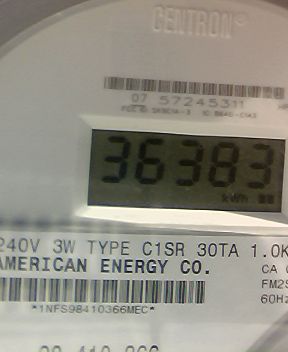 CENTRON®
07 57245311
36383
kWh
240V 3W TYPE C1SR 30TA 1.0K
AMERICAN ENERGY CO.
CA
FM2S
60Hz
*1NFS98410366MEC*